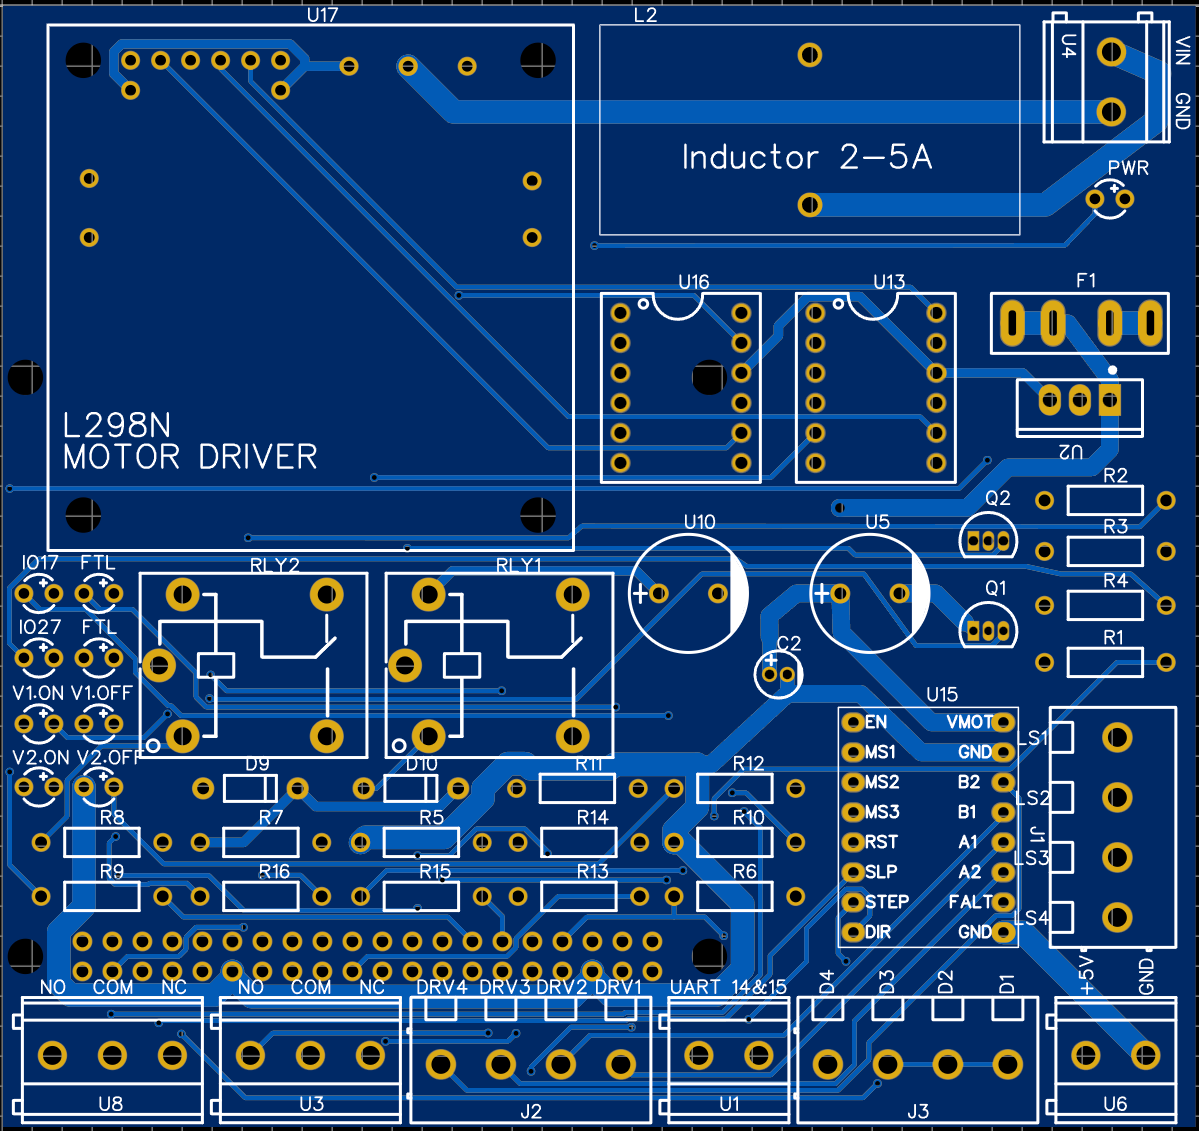 U17
L2
U4
VIN
GND
Inductor 2-5A
PWR
U16
U13
F1
L298N
MOTOR DRIVER
U2
R2
Q2
R3
U10
U5
IO17
FTL
RLY2
RLY1
R4
Q1
IO27
FTL
R1
C2
V1.ON
V1.OFF
U15
EN
VMOT
LS1
MS1
GND
V2.ON
V2.OFF
D9
D10
R11
R12
MS2
B2
LS2
MS3
B1
R8
R7
R5
R14
R10
J1
RST
A1
LS3
SLP
A2
R9
R16
R15
R13
R6
STEP
FALT
LS4
DIR
GND
+5V
GND
D4
D3
D2
D1
NO
COM
NC
NO
COM
NC
DRV4
DRV3
DRV2
DRV1
UART 14&15
U8
U3
J2
U1
J3
U6